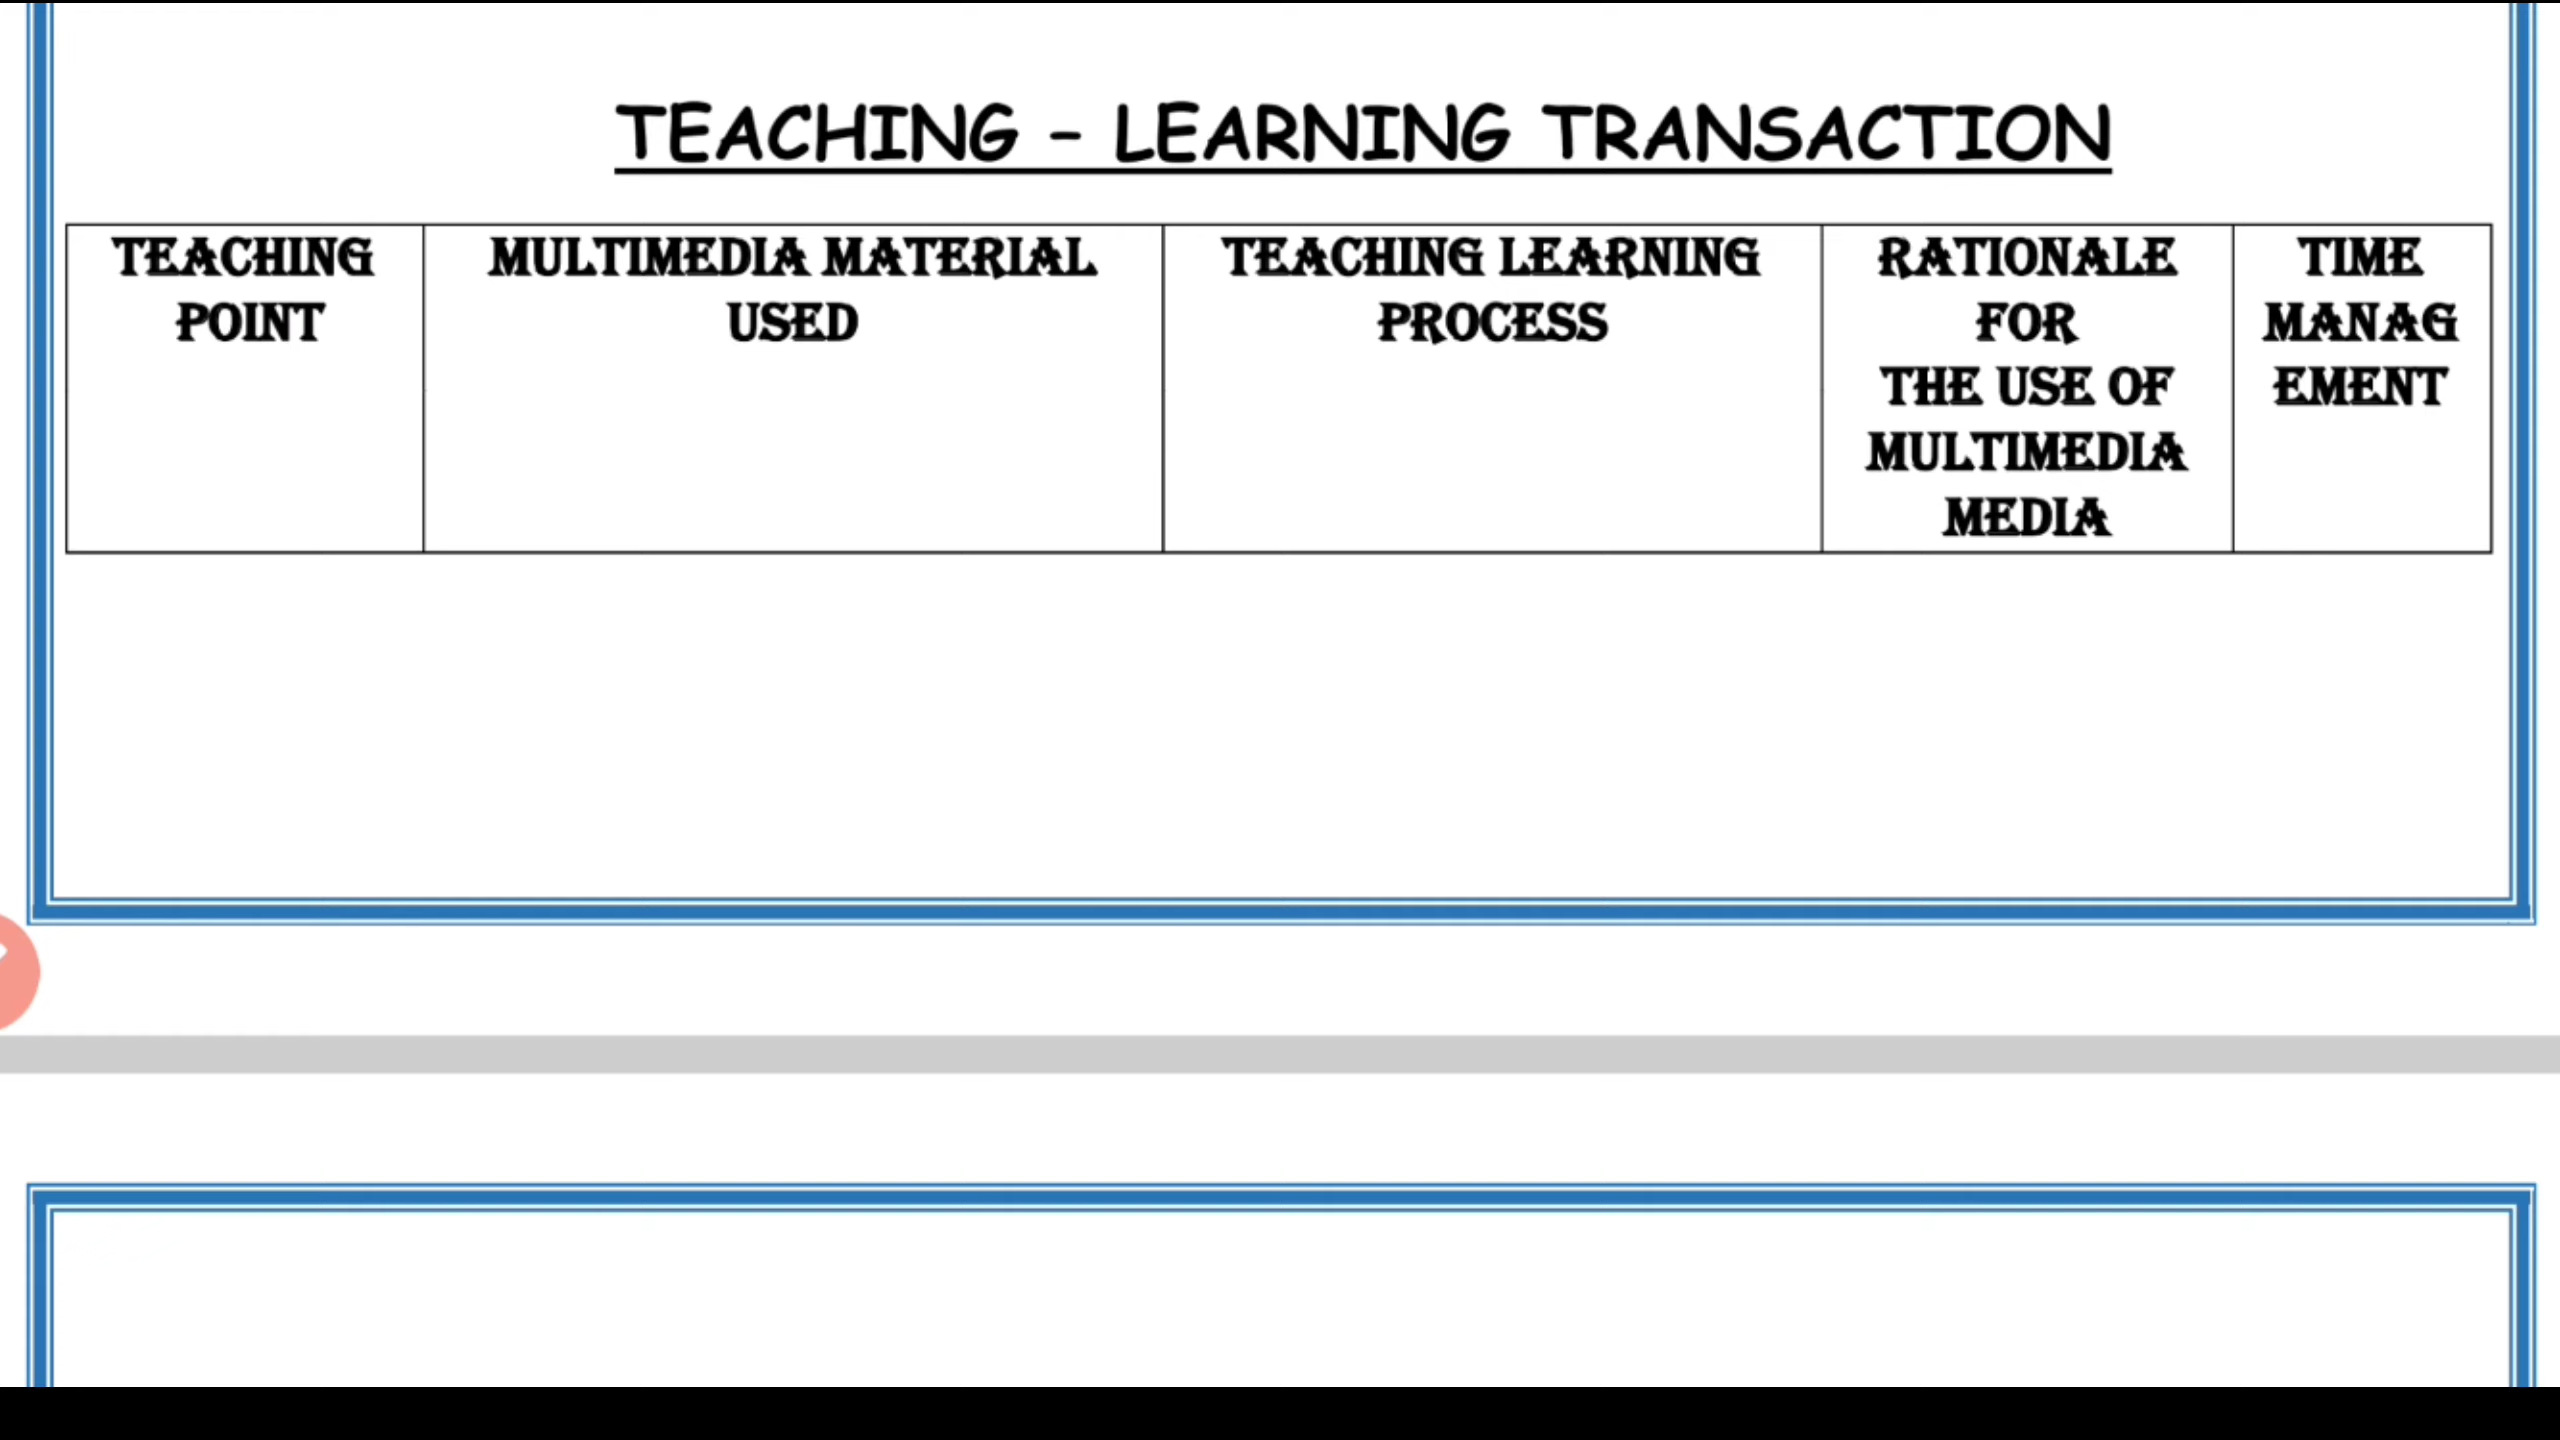 TEACHING – LEARNING TRANSACTION
TEACHING
POINT
MULTIMEDIA MATERIAL
USED
TEACHING LEARNING
PROCESS
RATIONALE
FOR
THE USE OF
MULTIMEDIA
MEDIA
TIME
MANAG
EMENT